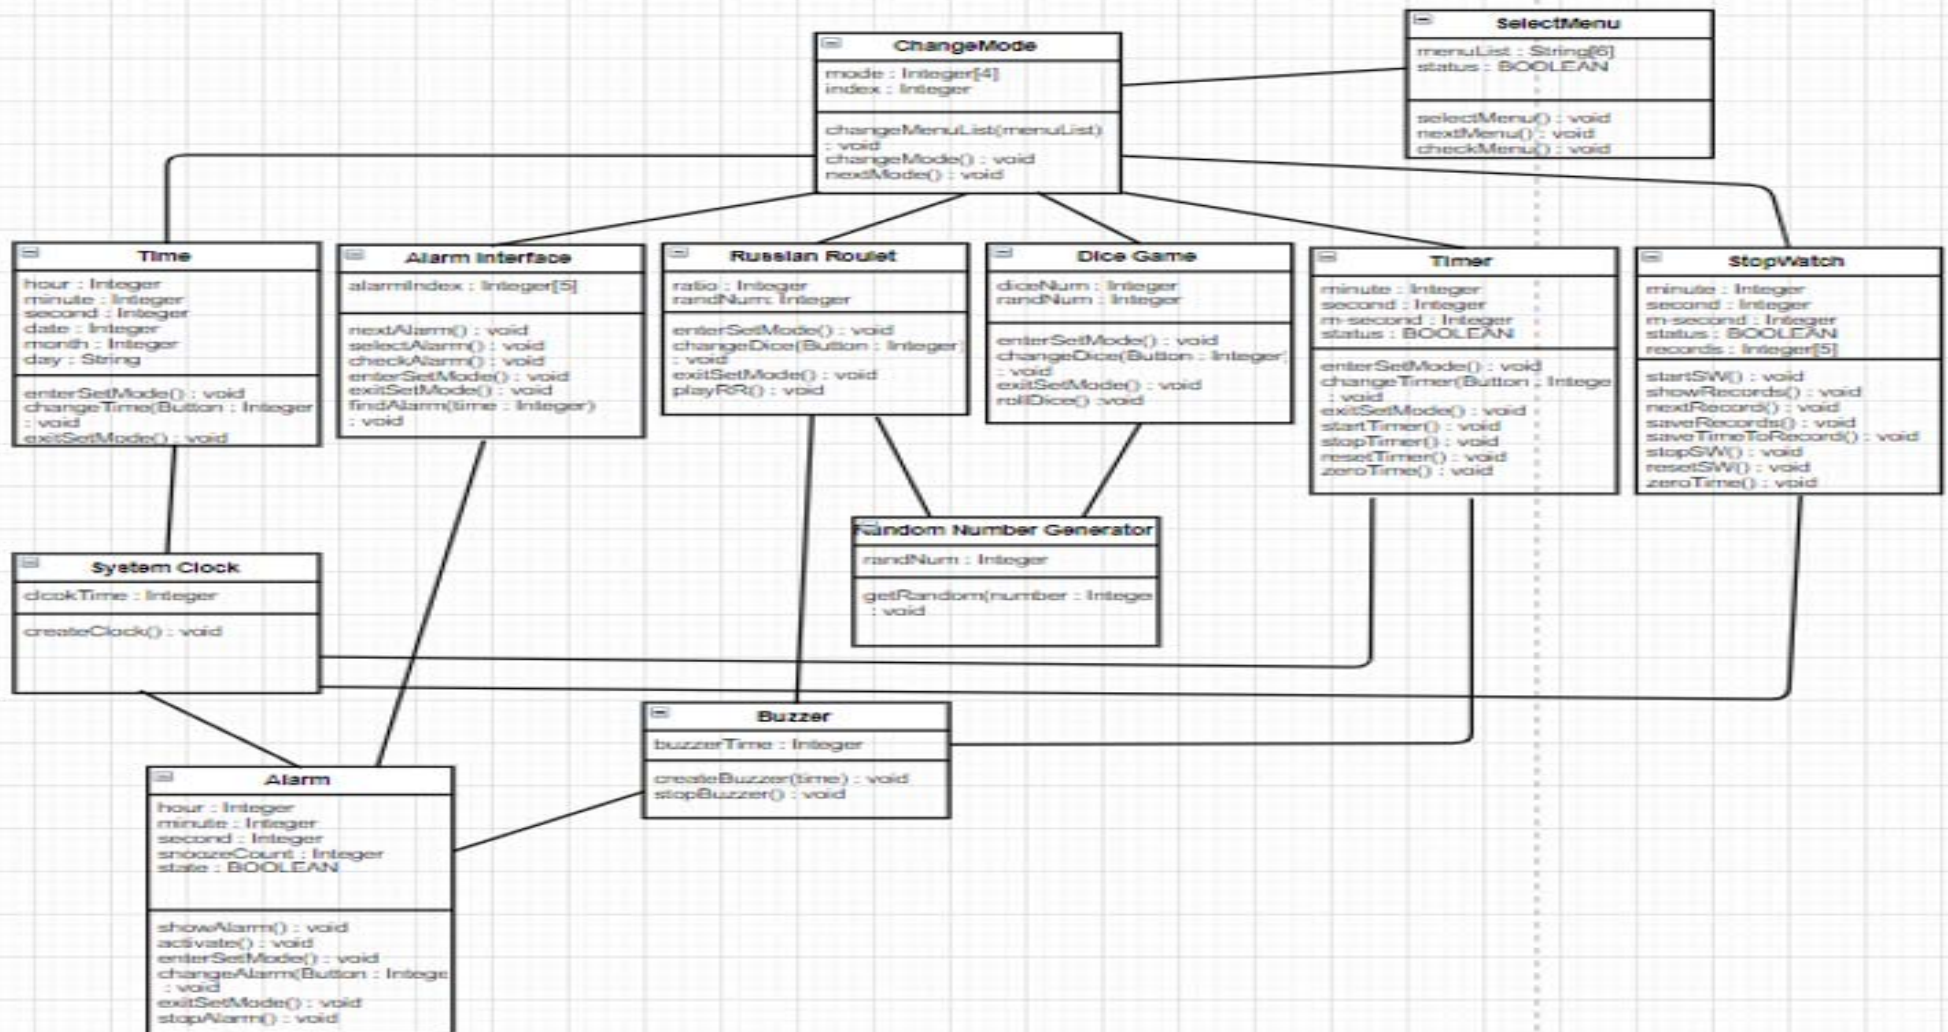 ChangeMode
mode : Integer[4]
index : Integer
changeMenuList(menuList)
: void
changeMode() : void
nextMode() : void
SelectMenu
menuList : String[6]
status : BOOLEAN
selectMenu() : void
nextMenu() : void
checkMenu() : void
Time
hour : Integer
minute : Integer
second : Integer
date : Integer
month : Integer
day : String
enterSetMode() : void
changeTime(Button : Integer
: void
exitSetMode() : void
Alarm Interface
alarmIndex : Integer[5]
nextAlarm() : void
selectAlarm() : void
checkAlarm() : void
enterSetMode() : void
exitSetMode() : void
findAlarm(time : Integer)
: void
Russian Roulet
ratio : Integer
randNum: Integer
enterSetMode() : void
changeDice(Button : Integer)
: void
exitSetMode() : void
playRR() : void
Dice Game
diceNum : Integer
randNum : Integer
enterSetMode() : void
changeDice(Button : Integer)
: void
exitSetMode() : void
rollDice() :void
Timer
minute : Integer
second : Integer
m-second : Integer
status : BOOLEAN
enterSetMode() : void
changeTimer(Button : Intege
: void
exitSetMode() : void
startTimer() : void
stopTimer() : void
resetTimer() : void
zeroTime() : void
StopWatch
minute : Integer
second : Integer
m-second : Integer
status : BOOLEAN
records : Integer[5]
startSW() : void
showRecords() : void
nextRecord() : void
saveRecords() : void
saveTimeToRecord() : void
stopSW() : void
resetSW() : void
zeroTime() : void
System Clock
clcokTime : Integer
createClock() : void
Random Number Generator
randNum : Integer
getRandom(number : Intege
: void
Buzzer
buzzerTime : Integer
createBuzzer(time) : void
stopBuzzer() : void
Alarm
hour : Integer
minute : Integer
second : Integer
snoozeCount : Integer
state : BOOLEAN
showAlarm() : void
activate() : void
enterSetMode() : void
changeAlarm(Button : Intege
: void
exitSetMode() : void
stopAlarm() : void